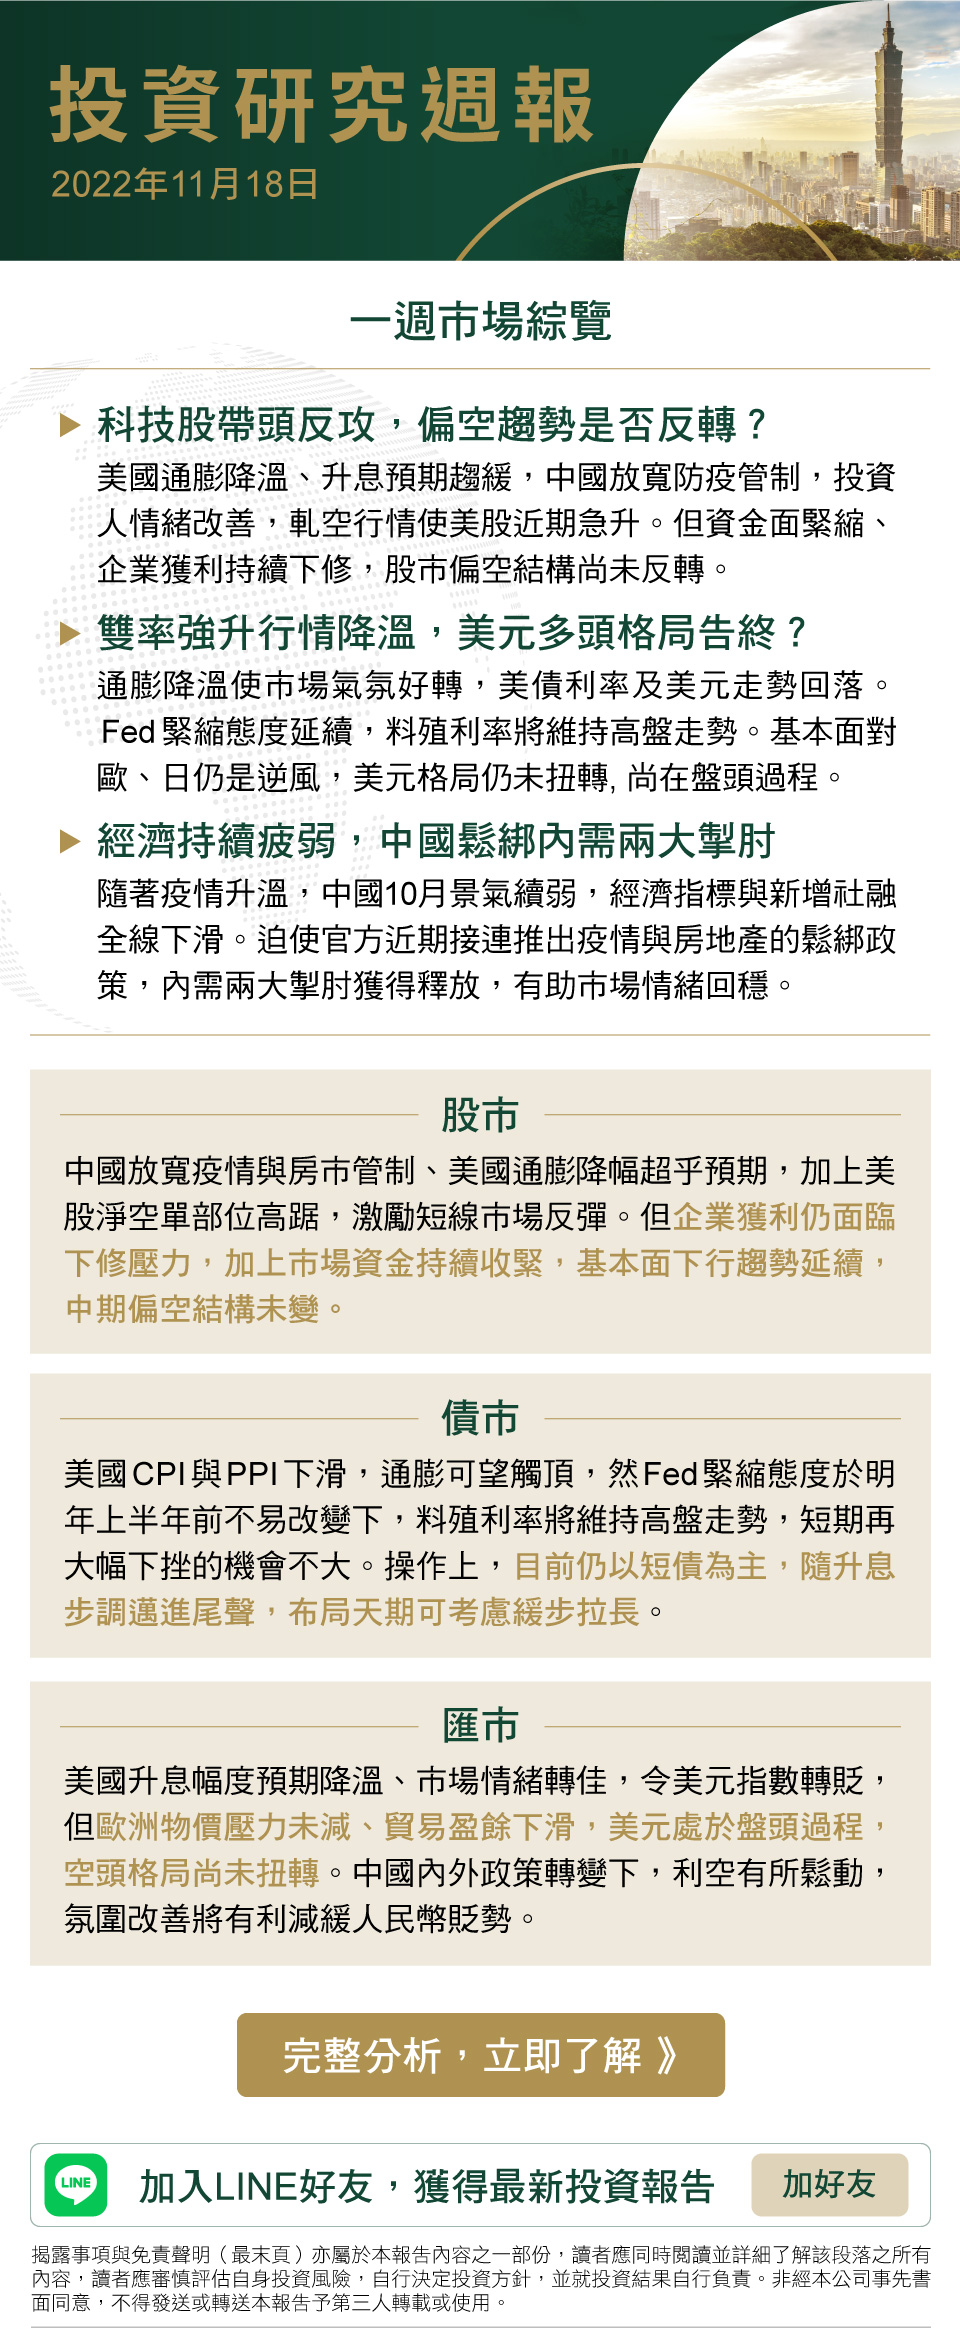 投資研究週報
2022年11月18日
一週市場綜覽
科技股帶頭反攻，偏空趨勢是否反轉？
美國通膨降溫、升息預期趨緩，中國放寬防疫管制，投資
人情緒改善，軋空行情使美股近期急升。但資金面緊縮、
企業獲利持續下修，股市偏空結構尚未反轉。
雙率強升行情降溫，美元多頭格局告終？
通膨降溫使市場氣氛好轉，美債利率及美元走勢回落。
Fed緊縮態度延續，料殖利率將維持高盤走勢。基本面對
歐、日仍是逆風，美元格局仍未扭轉, 尚在盤頭過程。
經濟持續疲弱，中國鬆綁內需兩大掣肘
隨著疫情升溫，中國10月景氣續弱，經濟指標與新增社融
全線下滑。迫使官方近期接連推出疫情與房地產的鬆綁政
策，內需兩大掣肘獲得釋放，有助市場情緒回穩。
股市
中國放寬疫情與房市管制、美國通膨降幅超乎預期，加上美
股淨空單部位高踞，激勵短線市場反彈。但企業獲利仍面臨
下修壓力，加上市場資金持續收緊，基本面下行趨勢延續，
中期偏空結構未變。
債市
美國CPI與PPI下滑，通膨可望觸頂，然Fed緊縮態度於明
年上半年前不易改變下，料殖利率將維持高盤走勢，短期再
大幅下挫的機會不大。操作上，目前仍以短債為主，隨升息
步調邁進尾聲，布局天期可考慮緩步拉長。
匯市
美國升息幅度預期降溫、市場情緒轉佳，令美元指數轉貶，
但歐洲物價壓力未減、貿易盈餘下滑，美元處於盤頭過程，
空頭格局尚未扭轉。中國內外政策轉變下，利空有所鬆動，
氛圍改善將有利減緩人民幣貶勢。
完整分析，立即了解 》
LINE
加入LINE好友，獲得最新投資報告
加好友
揭露事項與免責聲明（最末頁）亦屬於本報告內容之一部份，讀者應同時閱讀並詳細了解該段落之所有
內容，讀者應審慎評估自身投資風險，自行決定投資方針，並就投資結果自行負責。非經本公司事先書
面同意，不得發送或轉送本報告予第三人轉載或使用。